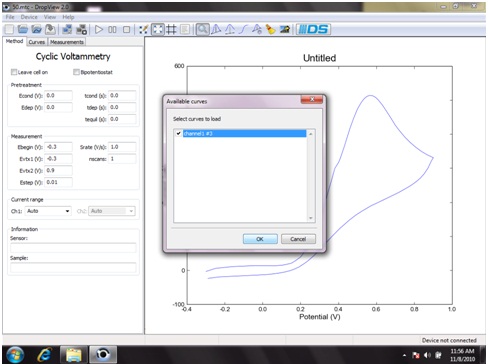 50.mtc - DropView 2.0
File Device View Help
DS
Method Curves Measurements
Cyclic Voltammetry
Leave cell on Bipotentostat
Pretreatment
Econd (V): 0.0 tcond (s): 0.0
Edep (V): 0.0 tdep (s): 0.0
tequil (s): 0.0
Measurement
Ebegin (V): -0.3 Srate (V/s): 1.0
Evtx1 (V): -0.3 nscans: 1
Evtx2 (V): 0.9
Estep (V): 0.01
Current range
Ch1: Auto Ch2: Auto
Information
Sensor:
Sample:
Untitled
600
0
-100
-0.4 -0.2 0.0 0.2 0.4 0.6 0.8 1.0
Potential (V)
Available curves
Select curves to load
OK Cancel
Device not connected
11:56 AM
11/8/2010